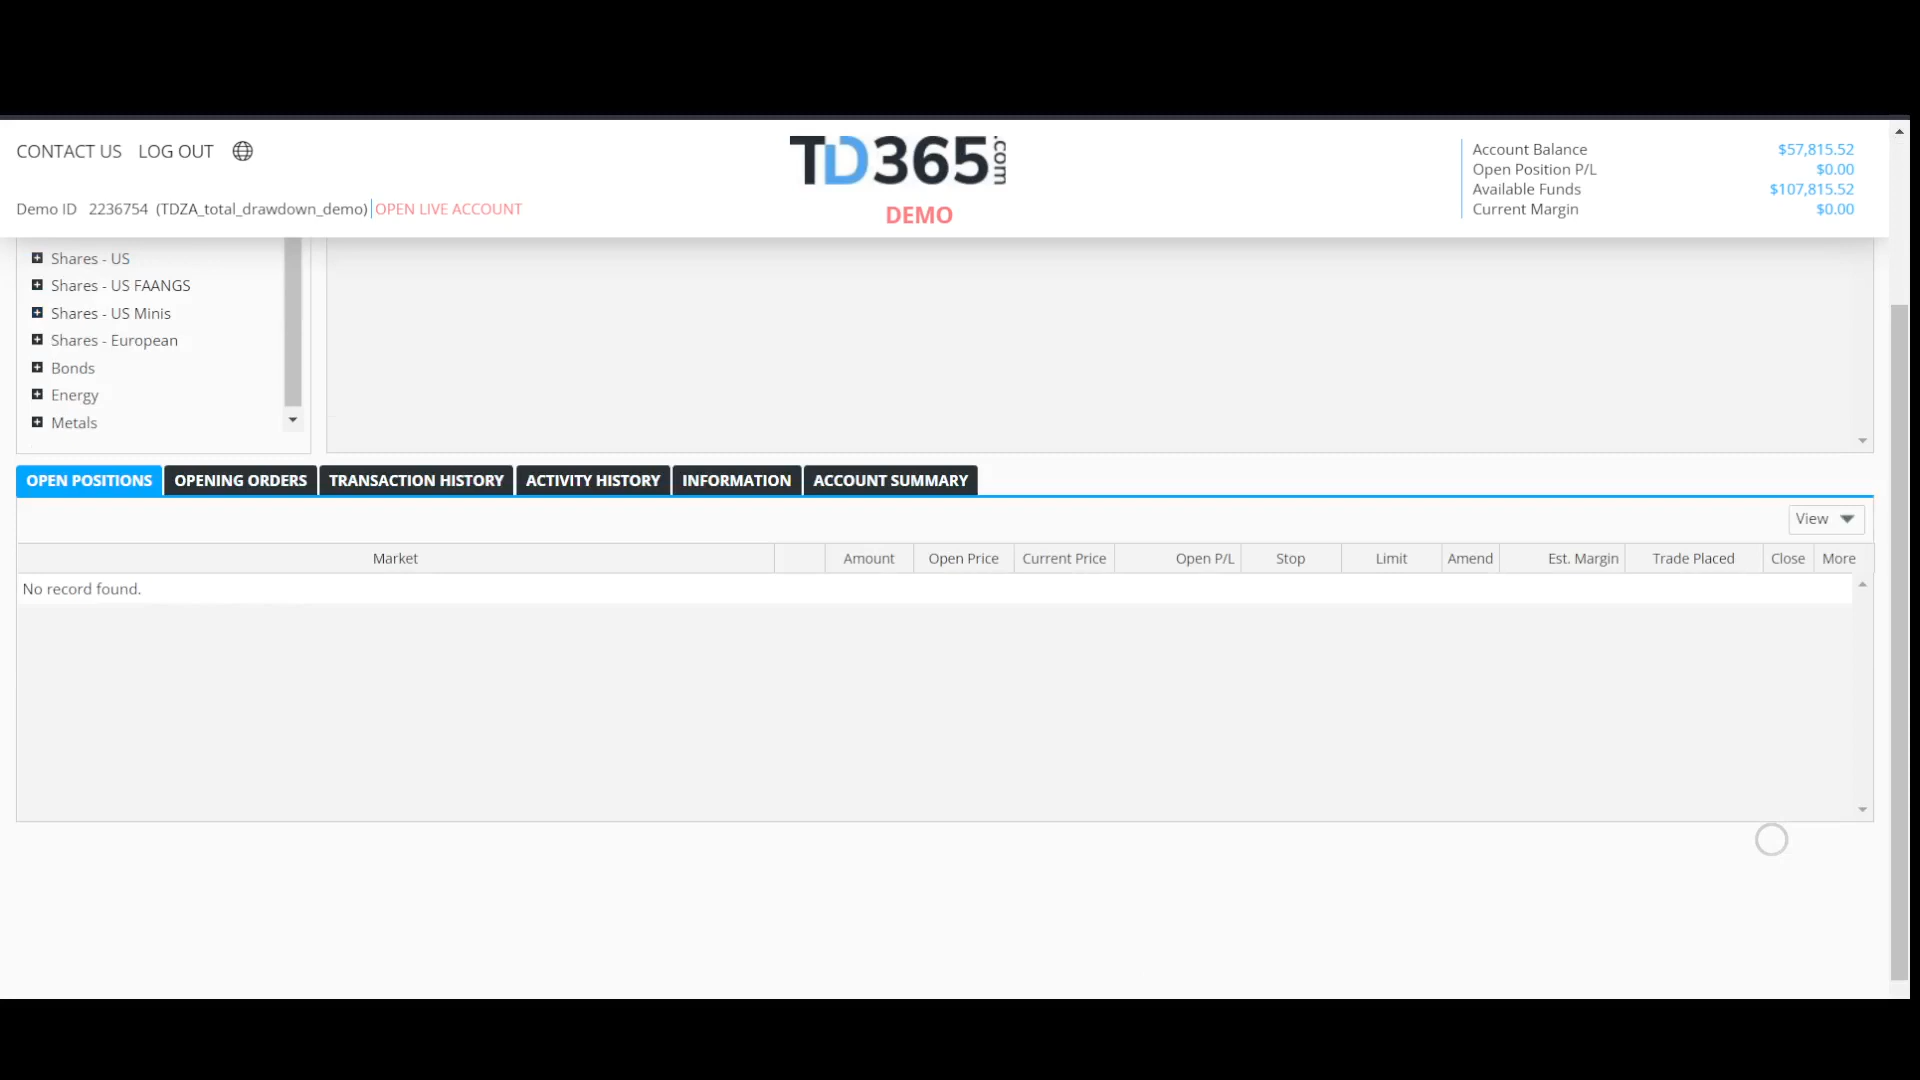 CONTACT US LOG OUT
TD365.com
DEMO
Account Balance $57,815.52
Open Position P/L $0.00
Available Funds $107,815.52
Current Margin $0.00
Demo ID 2236754 (TDZA_total_drawdown_demo) OPEN LIVE ACCOUNT
Shares - US
Shares - US FAANGS
Shares - US Minis
Shares - European
Bonds
Energy
Metals
OPEN POSITIONS OPENING ORDERS TRANSACTION HISTORY ACTIVITY HISTORY INFORMATION ACCOUNT SUMMARY
View
Market Amount Open Price Current Price Open P/L Stop Limit Amend Est. Margin Trade Placed Close More
No record found.